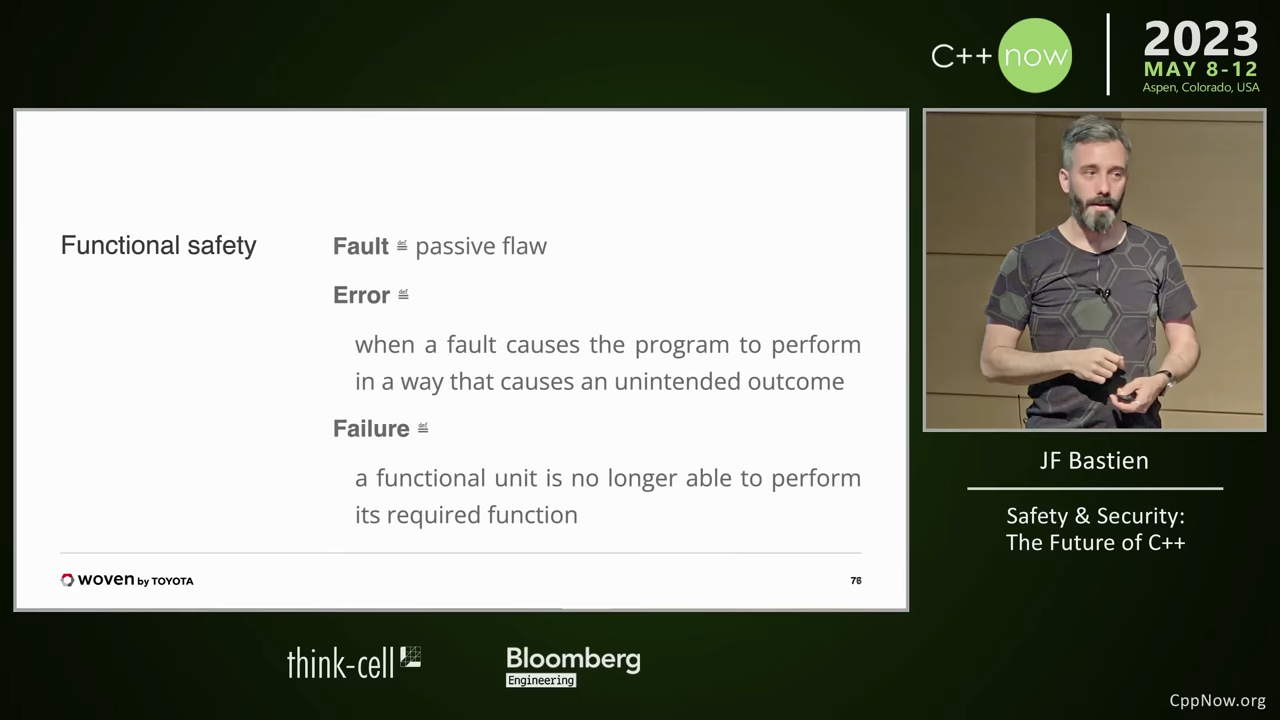 C++ now
2023
MAY 8-12
Aspen, Colorado, USA
Functional safety
Fault ≝ passive flaw
Error ≝
when a fault causes the program to perform
in a way that causes an unintended outcome
Failure ≝
a functional unit is no longer able to perform
its required function
woven by TOYOTA
76
JF Bastien
Safety & Security:
The Future of C++
think-cell
Bloomberg
Engineering
CppNow.org